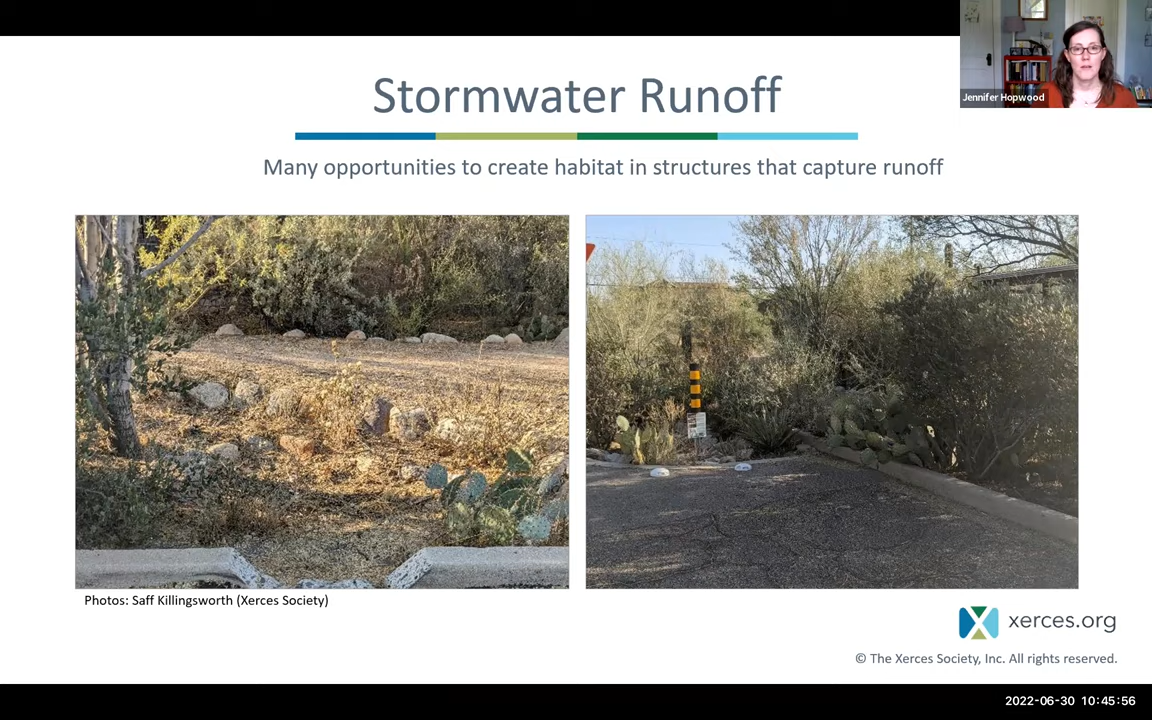 Stormwater Runoff
Jennifer Hopwood
Many opportunities to create habitat in structures that capture runoff
Photos: Saff Killingsworth (Xerces Society)
xerces.org
© The Xerces Society, Inc. All rights reserved.
2022-06-30 10:45:56